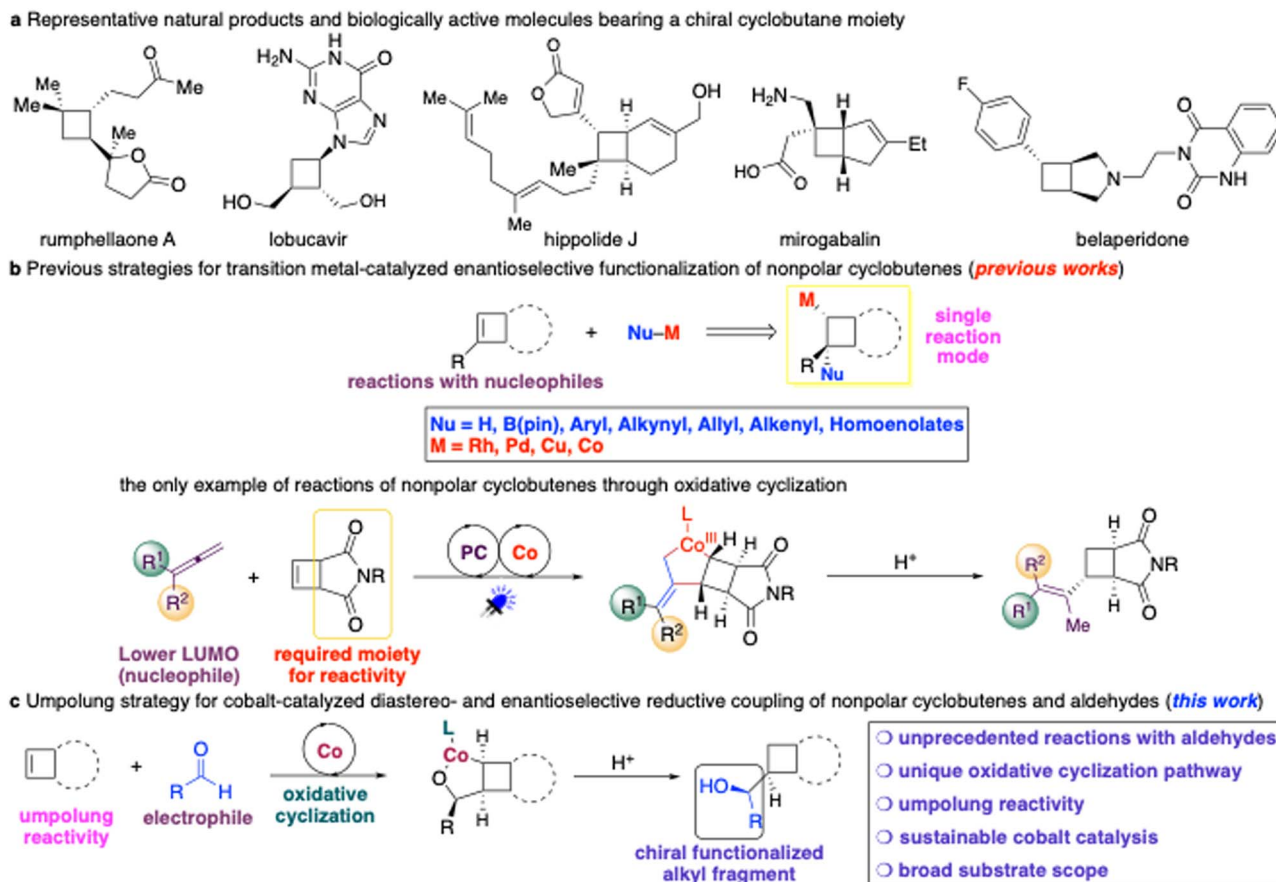 a Representative natural products and biologically active molecules bearing a chiral cyclobutane moiety
Me
Me
O
Me
Me
O
O
H₂N
H
N
O
N
N
N
HO
OH
O
O
Me
Me
H
OH
Me
H
Me
H₂N
H
Et
HO
O
H
F
O
N
N
NH
O
rumphellaone A
lobucavir
hippolide J
mirogabalin
belaperidone
b Previous strategies for transition metal-catalyzed enantioselective functionalization of nonpolar cyclobutenes (previous works)
R
+
Nu–M
M
R
Nu
single
reaction
mode
reactions with nucleophiles
Nu = H, B(pin), Aryl, Alkynyl, Allyl, Alkenyl, Homoenolates
M = Rh, Pd, Cu, Co
the only example of reactions of nonpolar cyclobutenes through oxidative cyclization
R¹
R²
+
O
NR
O
PC
Co
L
Coᴵᴵᴵ
H
H
O
NR
O
H
H
R¹
R²
H⁺
R²
R¹
Me
H
O
NR
H
O
Lower LUMO
(nucleophile)
required moiety
for reactivity
c Umpolung strategy for cobalt-catalyzed diastereo- and enantioselective reductive coupling of nonpolar cyclobutenes and aldehydes (this work)
+
O
R
H
Co
L
Co
H
O
R
H
H⁺
HO
H
R
umpolung
reactivity
electrophile
oxidative
cyclization
chiral functionalized
alkyl fragment
❍ unprecedented reactions with aldehydes
❍ unique oxidative cyclization pathway
❍ umpolung reactivity
❍ sustainable cobalt catalysis
❍ broad substrate scope